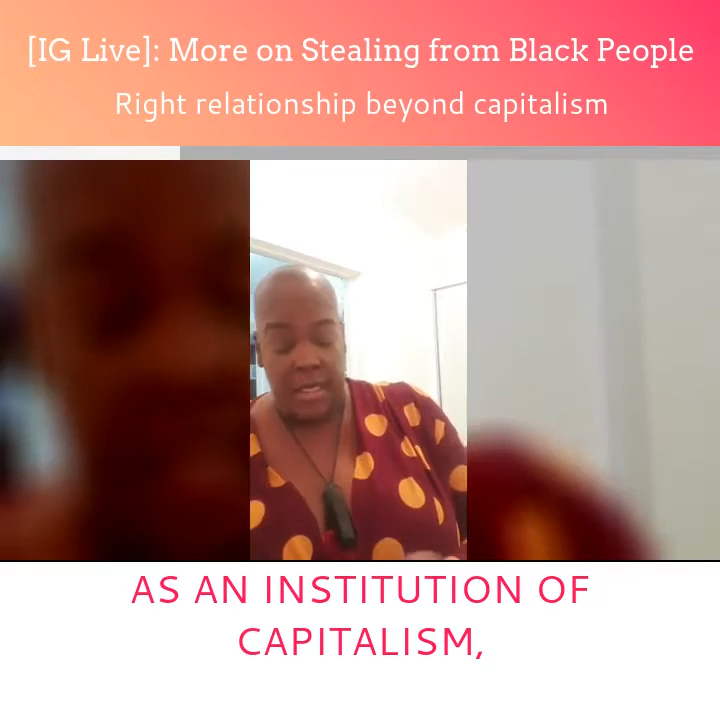 [IG Live]: More on Stealing from Black People
Right relationship beyond capitalism
AS AN INSTITUTION OF
CAPITALISM,